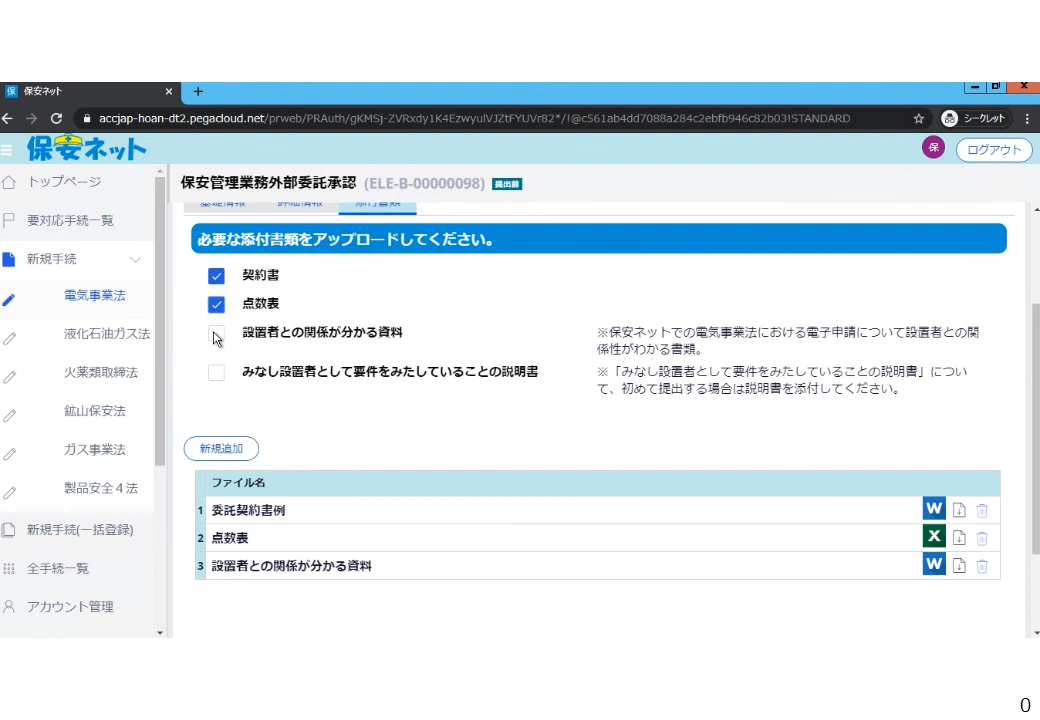 保 保安ネット × +
accjap-hoan-dt2.pegacloud.net/prweb/PRAuth/gKMSj-ZVRxdy1K4EzwyulVJZtFYUVr82*/!@c561ab4dd7088a284c2ebfb946c82b03!STANDARD
シークレット
保安ネット
保
ログアウト
トップページ
要対応手続一覧
新規手続
電気事業法
液化石油ガス法
火薬類取締法
鉱山保安法
ガス事業法
製品安全４法
新規手続(一括登録)
全手続一覧
アカウント管理
保安管理業務外部委託承認 (ELE-B-00000098) 提出前
基礎情報 詳細情報 添付書類
必要な添付書類をアップロードしてください。
契約書
点数表
設置者との関係が分かる資料
※保安ネットでの電気事業法における電子申請について設置者との関
係性がわかる書類。
みなし設置者として要件をみたしていることの説明書
※「みなし設置者として要件をみたしていることの説明書」につい
て、初めて提出する場合は説明書を添付してください。
新規追加
ファイル名
1 委託契約書例 W
2 点数表 X
3 設置者との関係が分かる資料 W
0